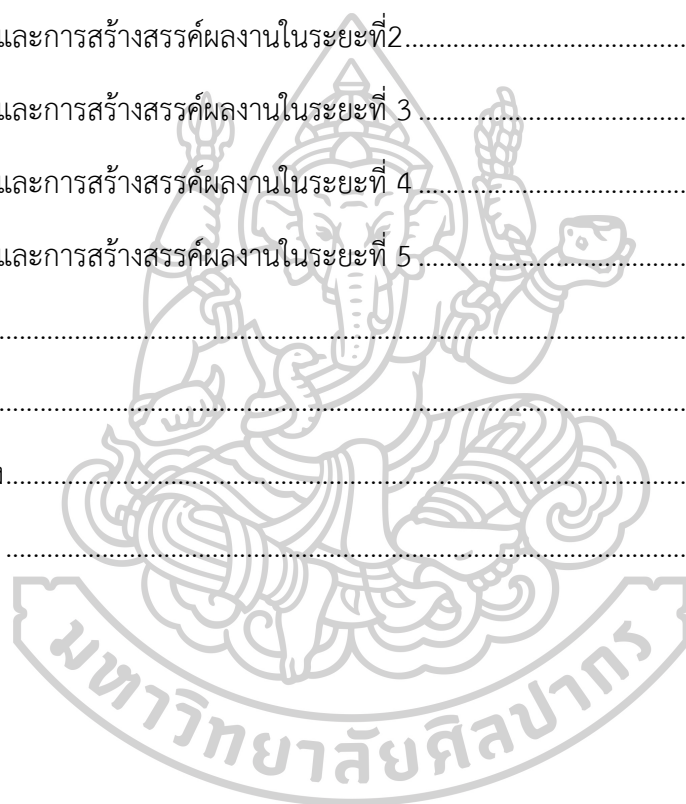 และการสร้างสรรค์ผลงานในระยะที่2..........................................
และการสร้างสรรค์ผลงานในระยะที่ 3 ........................................
และการสร้างสรรค์ผลงานในระยะที่ 4 ........................................
และการสร้างสรรค์ผลงานในระยะที่ 5 ........................................
มหาวิทยาลัยศิลปากร